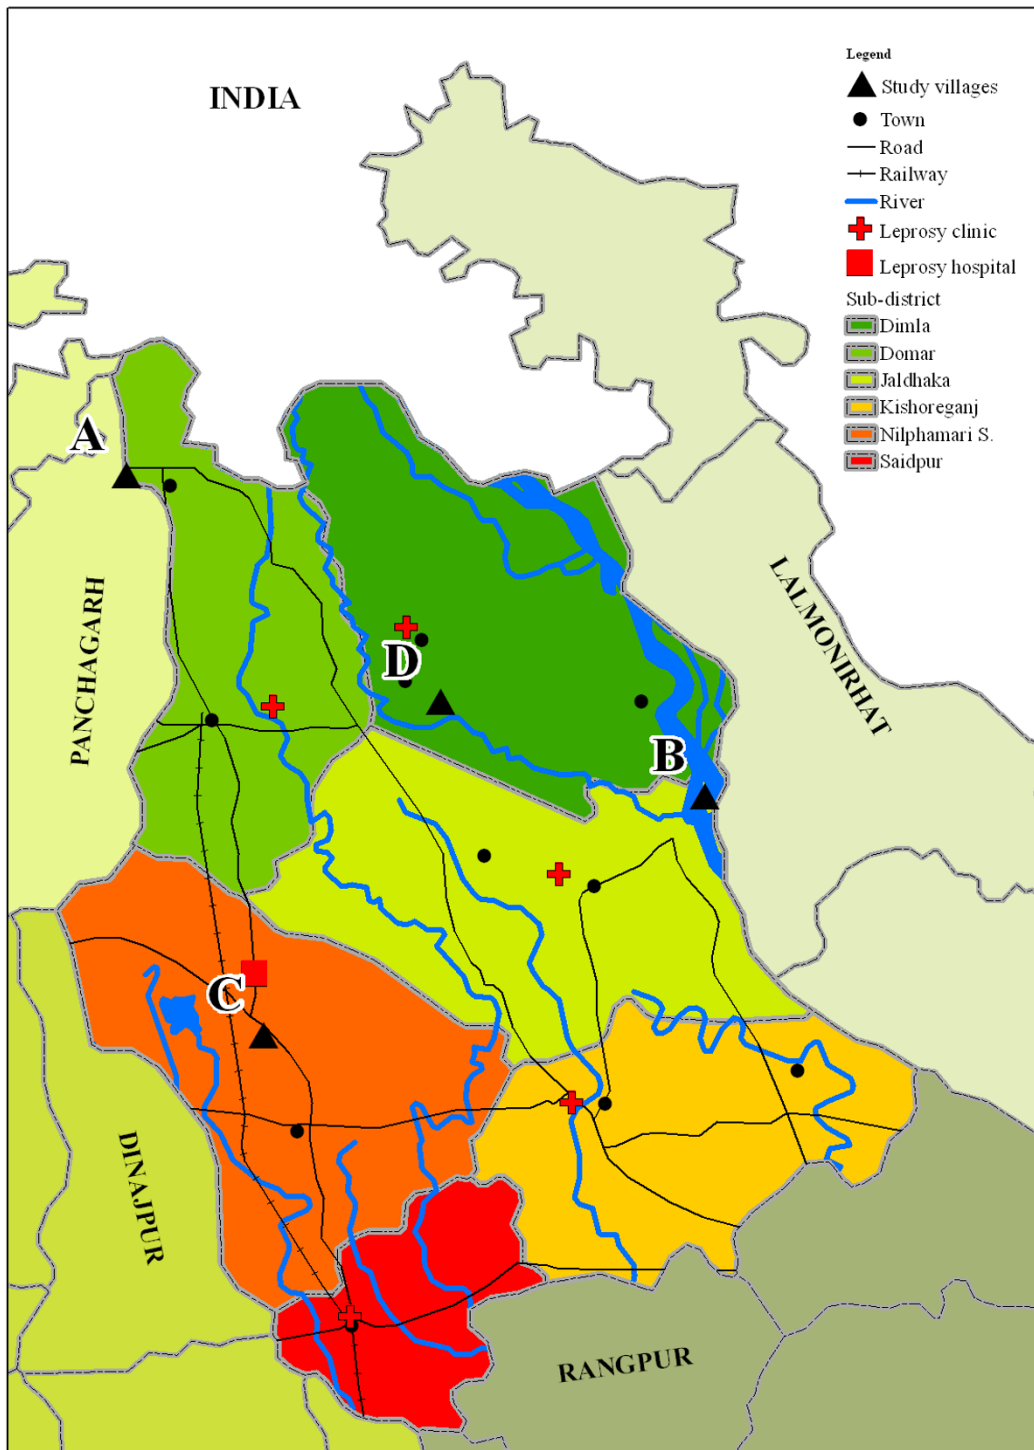 INDIA
Legend
Study villages
Town
Road
Railway
River
Leprosy clinic
Leprosy hospital
Sub-district
Dimla
Domar
Jaldhaka
Kishoreganj
Nilphamari S.
Saidpur
A
PANCHAGARH
LALMONIRHAT
D
B
C
DINAJPUR
RANGPUR